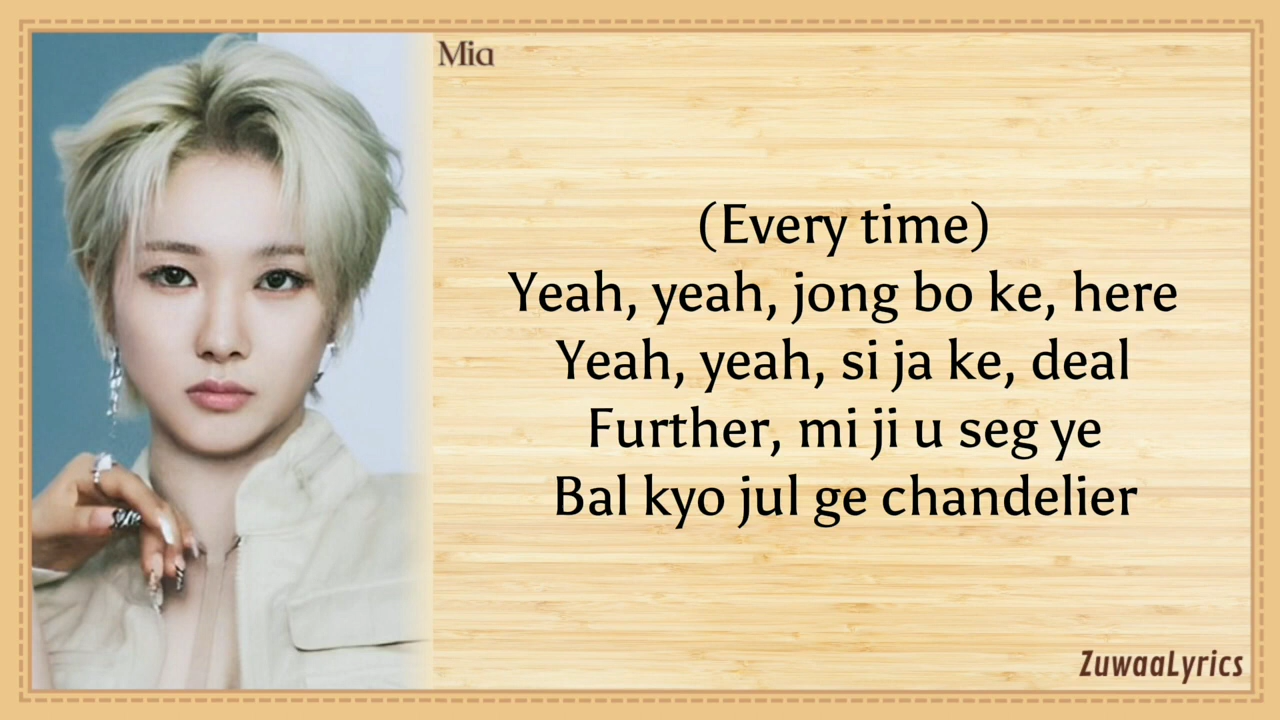 Mia
(Every time)
Yeah, yeah, jong bo ke, here
Yeah, yeah, si ja ke, deal
Further, mi ji u seg ye
Bal kyo jul ge chandelier
ZuwaaLyrics